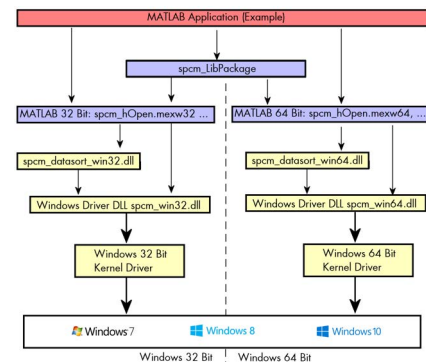 MATLAB Application (Example)
spcm_LibPackage
MATLAB 32 Bit: spcm_hOpen.mexw32 ...
MATLAB 64 Bit: spcm_hOpen.mexw64, ...
spcm_datasort_win32.dll
spcm_datasort_win64.dll
Windows Driver DLL spcm_win32.dll
Windows Driver DLL spcm_win64.dll
Windows 32 Bit
Kernel Driver
Windows 64 Bit
Kernel Driver
Windows 7
Windows 8
Windows 10
Windows 32 Bit
Windows 64 Bit